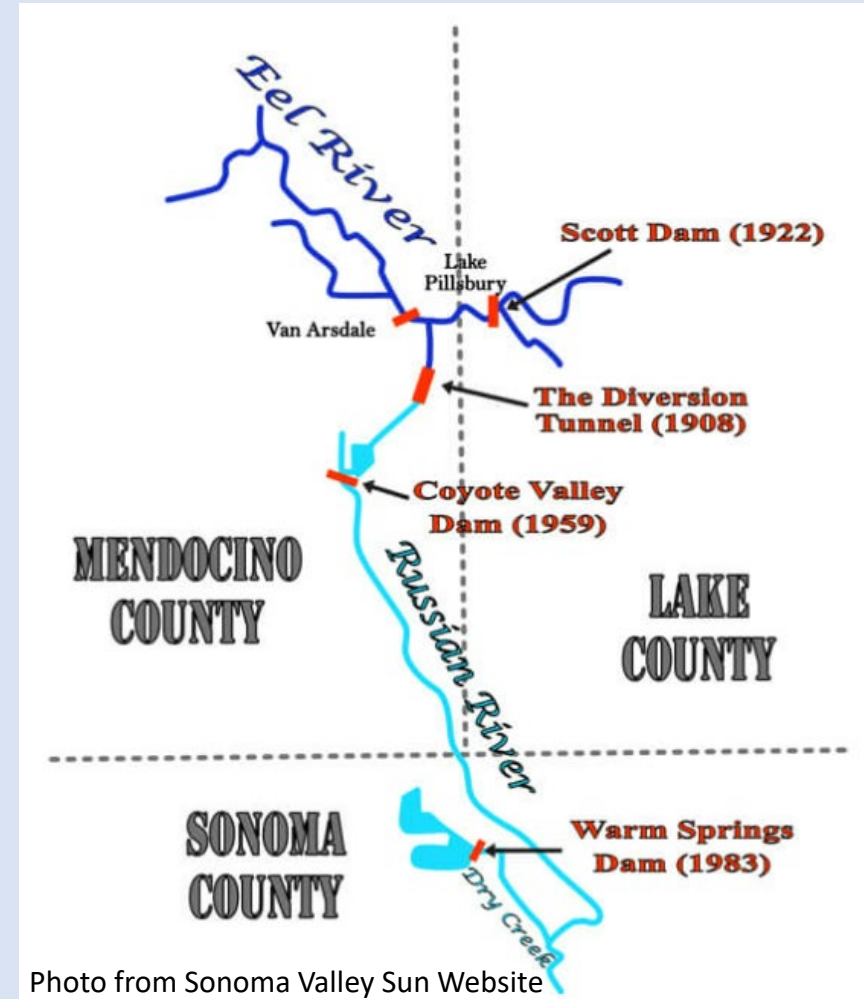 Eel River
Scott Dam (1922)
Lake
Pillsbury
Van Arsdale
The Diversion
Tunnel (1908)
Coyote Valley
Dam (1959)
MENDOCINO
COUNTY
Russian River
LAKE
COUNTY
SONOMA
COUNTY
Warm Springs
Dam (1983)
Dry Creek
Photo from Sonoma Valley Sun Website